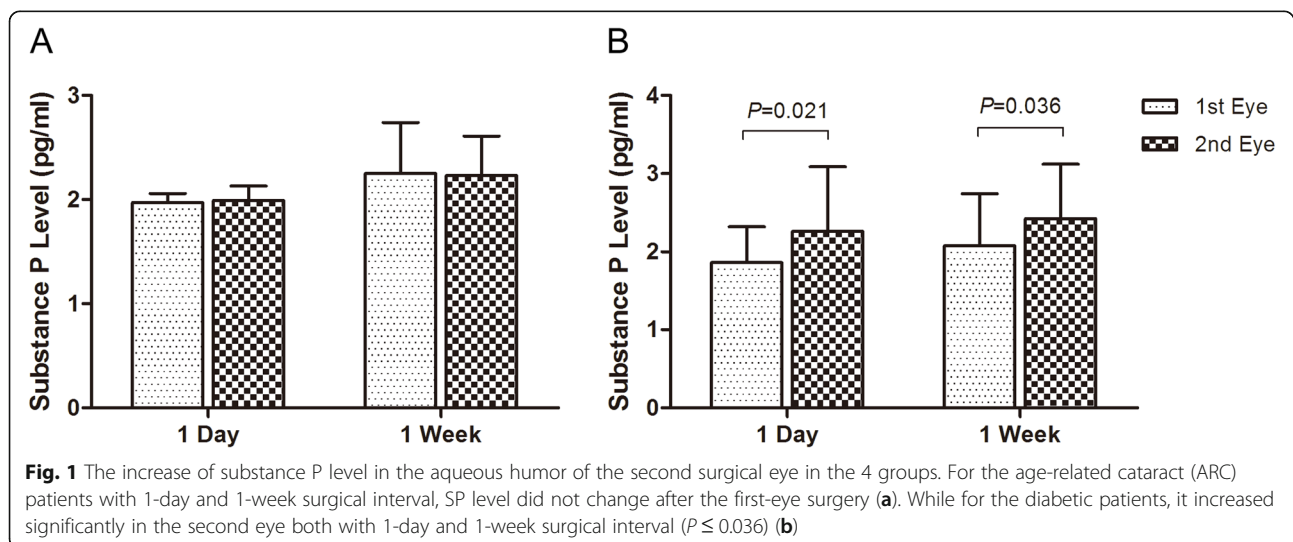 A
B
Substance P Level (pg/ml)
3
2
1
0
1 Day
1 Week
Substance P Level (pg/ml)
4
3
2
1
0
P=0.021
P=0.036
1 Day
1 Week
1st Eye
2nd Eye
Fig. 1 The increase of substance P level in the aqueous humor of the second surgical eye in the 4 groups. For the age-related cataract (ARC)
patients with 1-day and 1-week surgical interval, SP level did not change after the first-eye surgery (a). While for the diabetic patients, it increased
significantly in the second eye both with 1-day and 1-week surgical interval (P ≤ 0.036) (b)